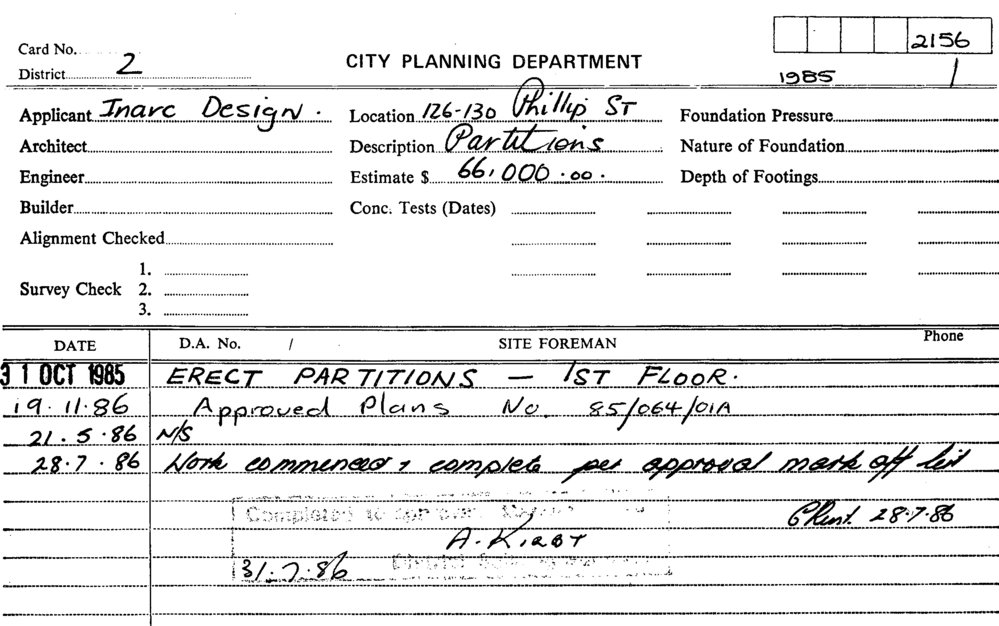 2156
Card No.
District 2
CITY PLANNING DEPARTMENT
1985 1
Applicant Inarc Design. Location 126-130 Phillip ST Foundation Pressure
Architect Description Partitions Nature of Foundation
Engineer Estimate $ 66,000.00. Depth of Footings
Builder Conc. Tests (Dates)
Alignment Checked
1.
Survey Check 2.
3.
DATE D.A. No. / SITE FOREMAN Phone
31 OCT 1985 ERECT PARTITIONS — 1ST FLOOR.
19.11.86 Approved Plans No. 85/064/01A
21.5.86 N/S
28.7.86 Work commenced & complete per approval mark off
28.7.86
Completed to
A. KIRBY
31.7.86 District